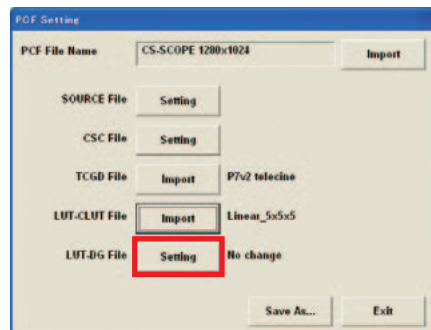 PCF Setting
PCF File Name CS-SCOPE 1280x1024 Import
SOURCE File Setting
CSC File Setting
TCGD File Import P7v2 telecine
LUT-CLUT File Import Linear_5x5x5
LUT-DG File Setting No change
Save As... Exit